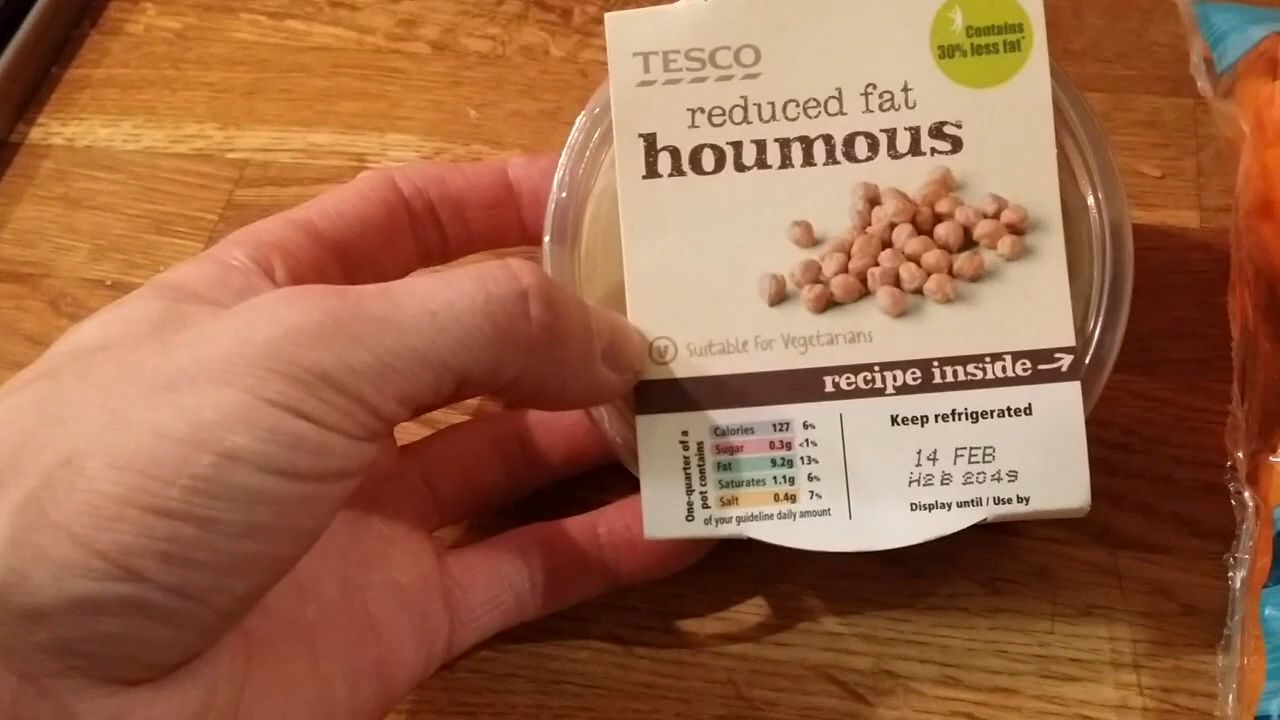 Contains
30% less fat*
TESCO
reduced fat
houmous
V Suitable for Vegetarians
recipe inside
One-quarter of a
pot contains
Calories 127 6%
Sugar 0.3g <1%
Fat 9.2g 13%
Saturates 1.1g 6%
Salt 0.4g 7%
of your guideline daily amount
Keep refrigerated
14 FEB
H2B 2049
Display until / Use by